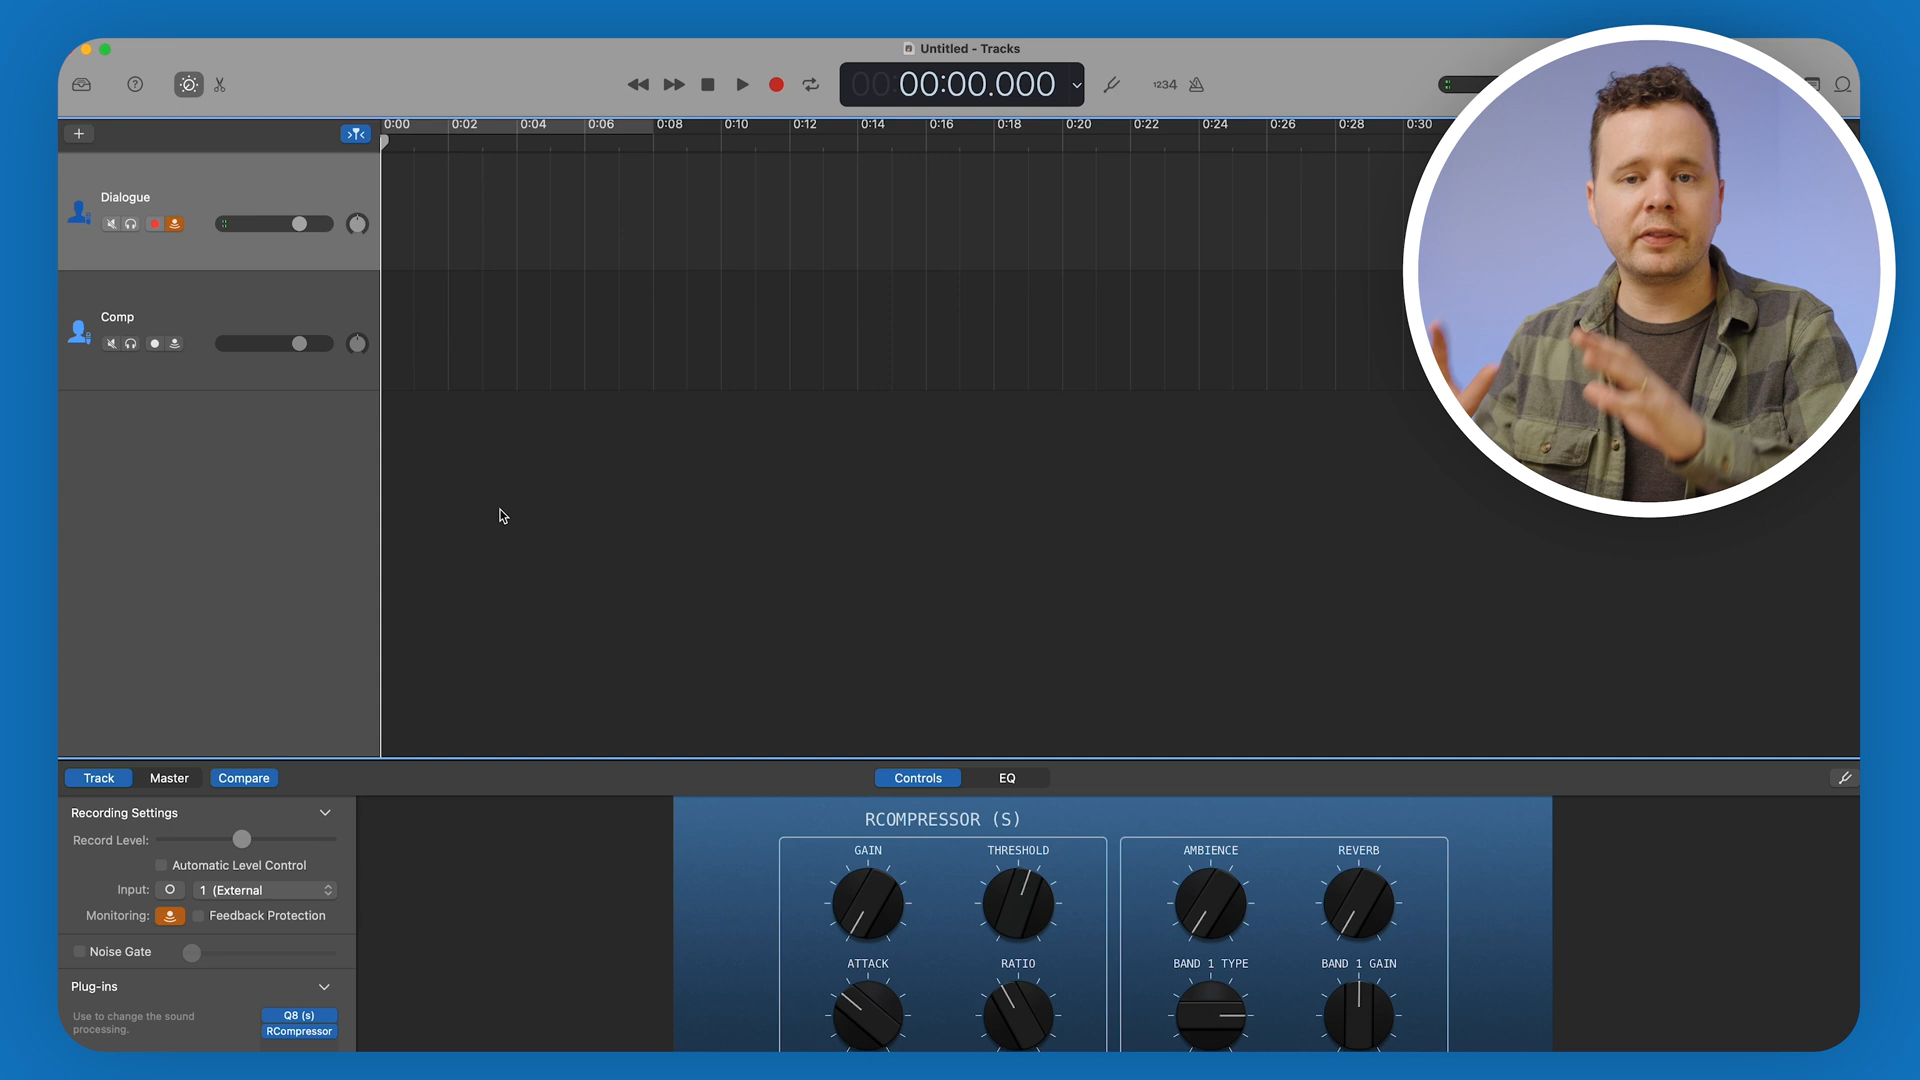 Untitled - Tracks
00:00:00.000
1234
0:00 0:02 0:04 0:06 0:08 0:10 0:12 0:14 0:16 0:18 0:20 0:22 0:24 0:26 0:28 0:30
Dialogue
Comp
Track Master Compare
Controls EQ
Recording Settings
Record Level:
Automatic Level Control
Input: 1 (External
Monitoring: Feedback Protection
Noise Gate
Plug-ins
Use to change the sound
processing.
Q8 (s)
RCompressor
RCOMPRESSOR (S)
GAIN THRESHOLD AMBIENCE REVERB
ATTACK RATIO BAND 1 TYPE BAND 1 GAIN